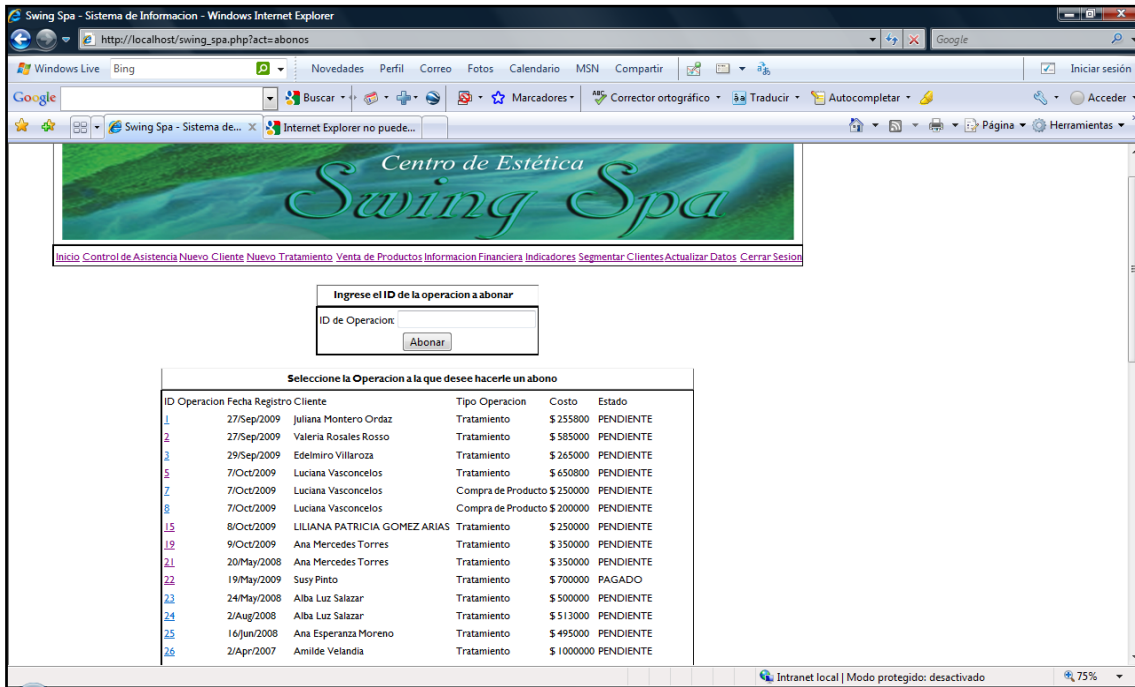 Swing Spa - Sistema de Informacion - Windows Internet Explorer
http://localhost/swing_spa.php?act=abonos
Google
Windows Live Bing Novedades Perfil Correo Fotos Calendario MSN Compartir Iniciar sesión
Google Buscar Marcadores Corrector ortográfico Traducir Autocompletar Acceder
Swing Spa - Sistema de... Internet Explorer no puede... Página Herramientas
Centro de Estética
Swing Spa
Inicio Control de Asistencia Nuevo Cliente Nuevo Tratamiento Venta de Productos Informacion Financiera Indicadores Segmentar Clientes Actualizar Datos Cerrar Sesion
Ingrese el ID de la operacion a abonar
ID de Operacion:
Abonar
Seleccione la Operacion a la que desee hacerle un abono
ID Operacion Fecha Registro Cliente Tipo Operacion Costo Estado
1 27/Sep/2009 Juliana Montero Ordaz Tratamiento $ 255800 PENDIENTE
2 27/Sep/2009 Valeria Rosales Rosso Tratamiento $ 585000 PENDIENTE
3 29/Sep/2009 Edelmiro Villaroza Tratamiento $ 265000 PENDIENTE
5 7/Oct/2009 Luciana Vasconcelos Tratamiento $ 650800 PENDIENTE
7 7/Oct/2009 Luciana Vasconcelos Compra de Producto $ 250000 PENDIENTE
8 7/Oct/2009 Luciana Vasconcelos Compra de Producto $ 200000 PENDIENTE
15 8/Oct/2009 LILIANA PATRICIA GOMEZ ARIAS Tratamiento $ 250000 PENDIENTE
19 9/Oct/2009 Ana Mercedes Torres Tratamiento $ 350000 PENDIENTE
21 20/May/2008 Ana Mercedes Torres Tratamiento $ 350000 PENDIENTE
22 19/May/2009 Susy Pinto Tratamiento $ 700000 PAGADO
23 24/May/2008 Alba Luz Salazar Tratamiento $ 500000 PENDIENTE
24 2/Aug/2008 Alba Luz Salazar Tratamiento $ 513000 PENDIENTE
25 16/Jun/2008 Ana Esperanza Moreno Tratamiento $ 495000 PENDIENTE
26 2/Apr/2007 Amilde Velandia Tratamiento $ 1000000 PENDIENTE
Intranet local | Modo protegido: desactivado 75%